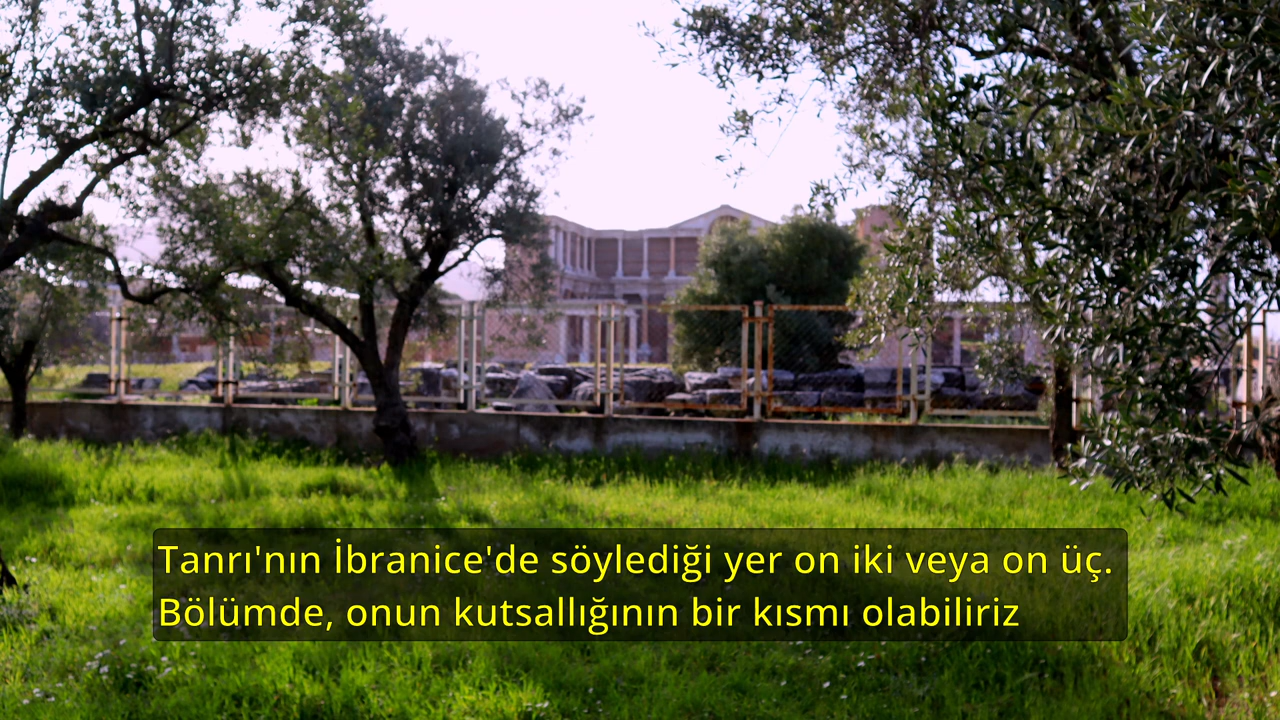 Tanrı'nın İbranice'de söylediği yer on iki veya on üç.
Bölümde, onun kutsallığının bir kısmı olabiliriz